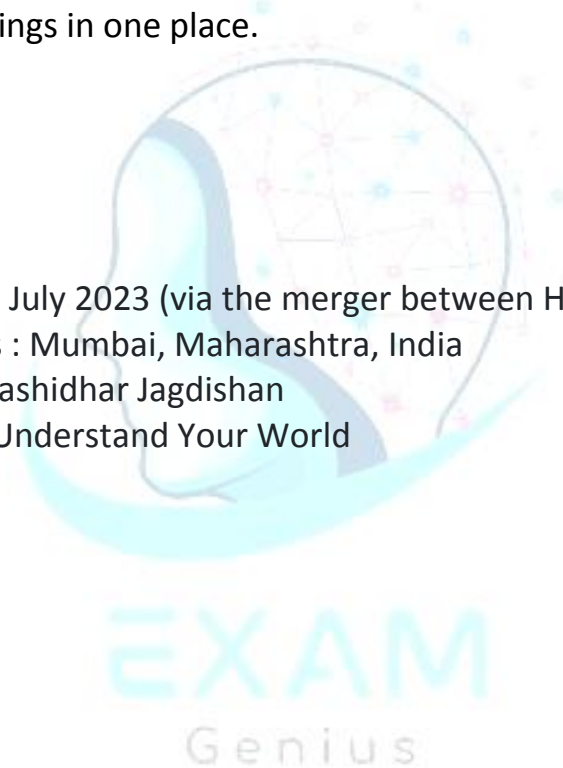 ings in one place.
July 2023 (via the merger between H
s : Mumbai, Maharashtra, India
ashidhar Jagdishan
Understand Your World
EXAM
Genius